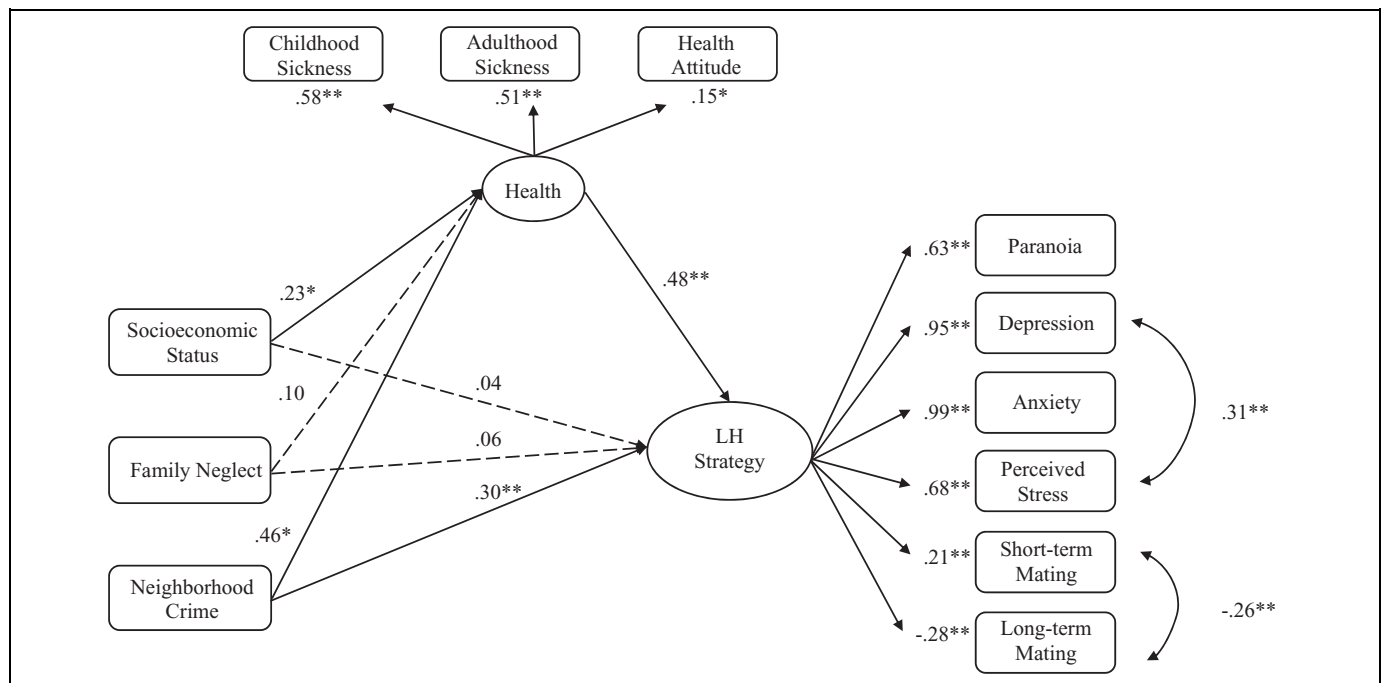 Childhood
Sickness
.58**
Adulthood
Sickness
.51**
Health
Attitude
.15*
Health
.23*
.48**
Socioeconomic
Status
.10
.04
Family Neglect
.06
.46*
.30**
Neighborhood
Crime
LH
Strategy
.63**
Paranoia
.95**
Depression
.99**
Anxiety
.31**
.68**
Perceived
Stress
.21**
Short-term
Mating
-.26**
-.28**
Long-term
Mating